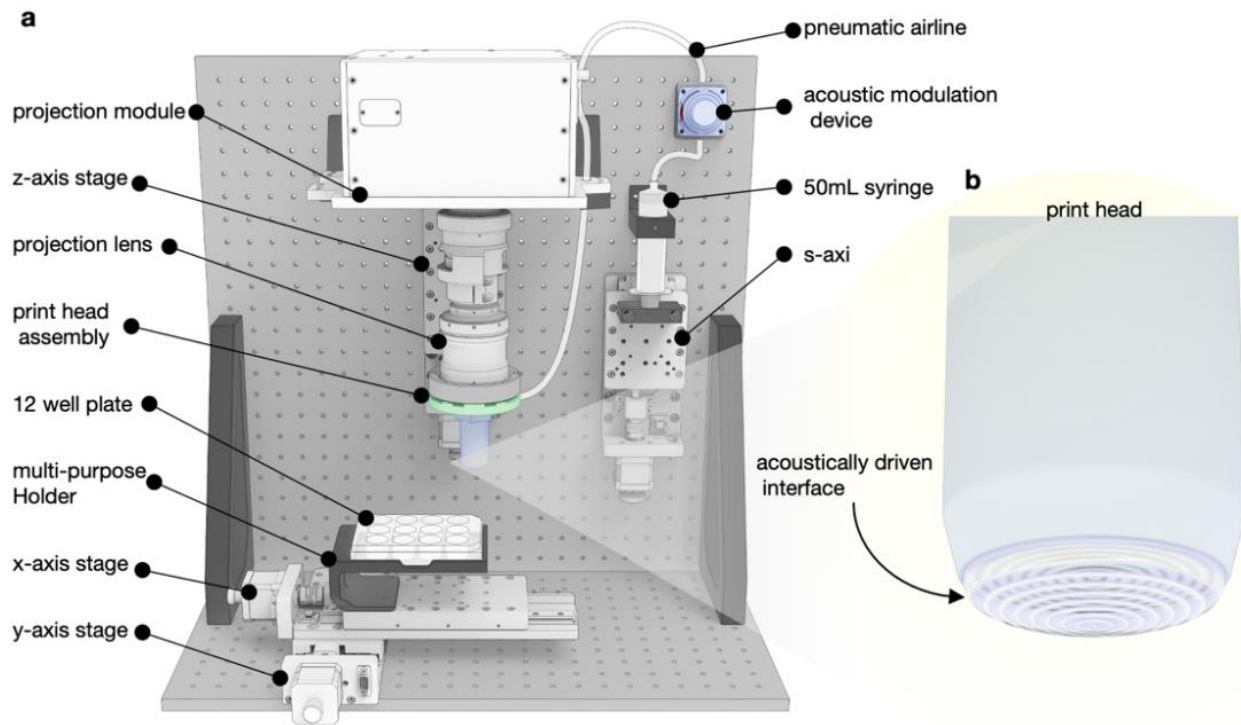 a
projection module
z-axis stage
projection lens
print head
assembly
12 well plate
multi-purpose
Holder
x-axis stage
y-axis stage
pneumatic airline
acoustic modulation
device
50mL syringe
s-axi
b
print head
acoustically driven
interface